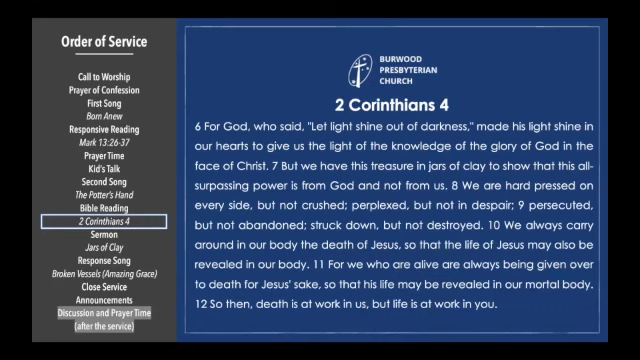 Order of Service
Call to Worship
Prayer of Confession
First Song
Born Anew
Responsive Reading
Mark 13:26-37
Prayer Time
Kid's Talk
Second Song
The Potter's Hand
Bible Reading
2 Corinthians 4
Sermon
Jars of Clay
Response Song
Broken Vessels (Amazing Grace)
Close Service
Announcements
Discussion and Prayer Time
(after the service)
BURWOOD
PRESBYTERIAN
CHURCH
2 Corinthians 4
6 For God, who said, "Let light shine out of darkness," made his light shine in
our hearts to give us the light of the knowledge of the glory of God in the
face of Christ. 7 But we have this treasure in jars of clay to show that this all-
surpassing power is from God and not from us. 8 We are hard pressed on
every side, but not crushed; perplexed, but not in despair; 9 persecuted,
but not abandoned; struck down, but not destroyed. 10 We always carry
around in our body the death of Jesus, so that the life of Jesus may also be
revealed in our body. 11 For we who are alive are always being given over
to death for Jesus' sake, so that his life may be revealed in our mortal body.
12 So then, death is at work in us, but life is at work in you.